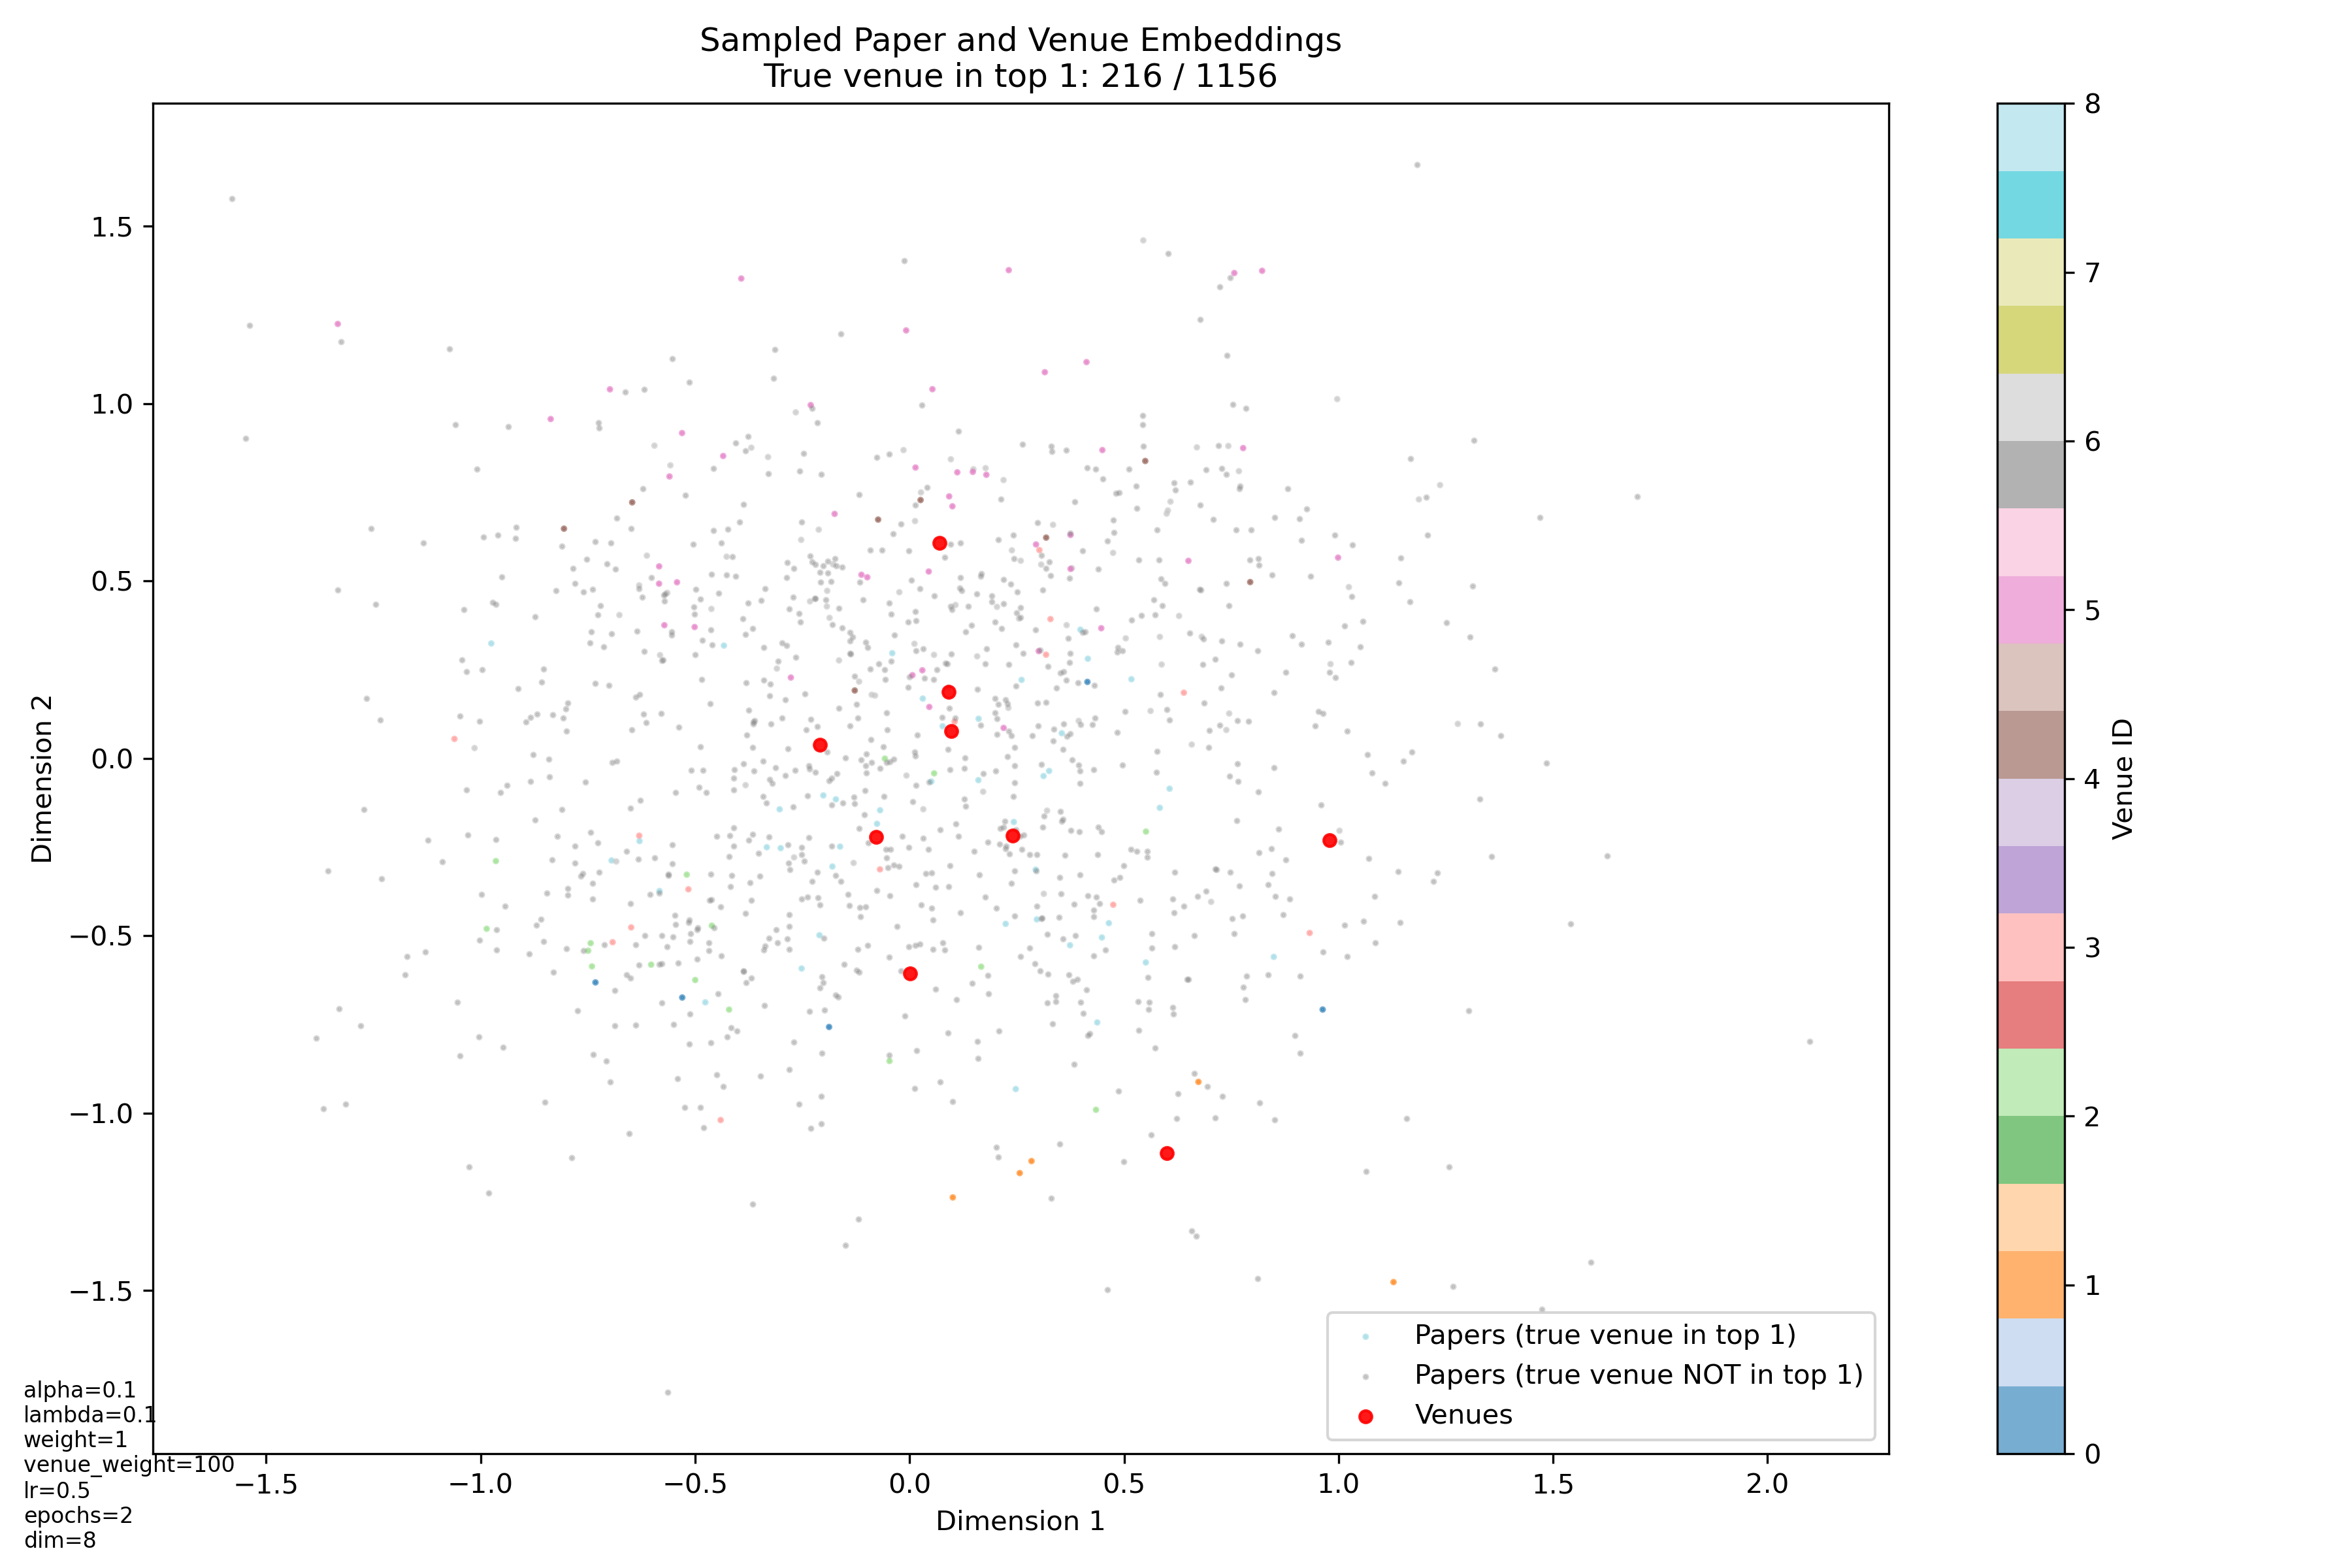 Sampled Paper and Venue Embeddings
True venue in top 1: 216 / 1156
1.5
1.0
0.5
0.0
−0.5
−1.0
−1.5
Dimension 2
−1.5
−1.0
−0.5
0.0
0.5
1.0
1.5
2.0
Dimension 1
Papers (true venue in top 1)
Papers (true venue NOT in top 1)
Venues
8
7
6
5
4
3
2
1
0
Venue ID
alpha=0.1
lambda=0.1
weight=1
venue_weight=100
lr=0.5
epochs=2
dim=8